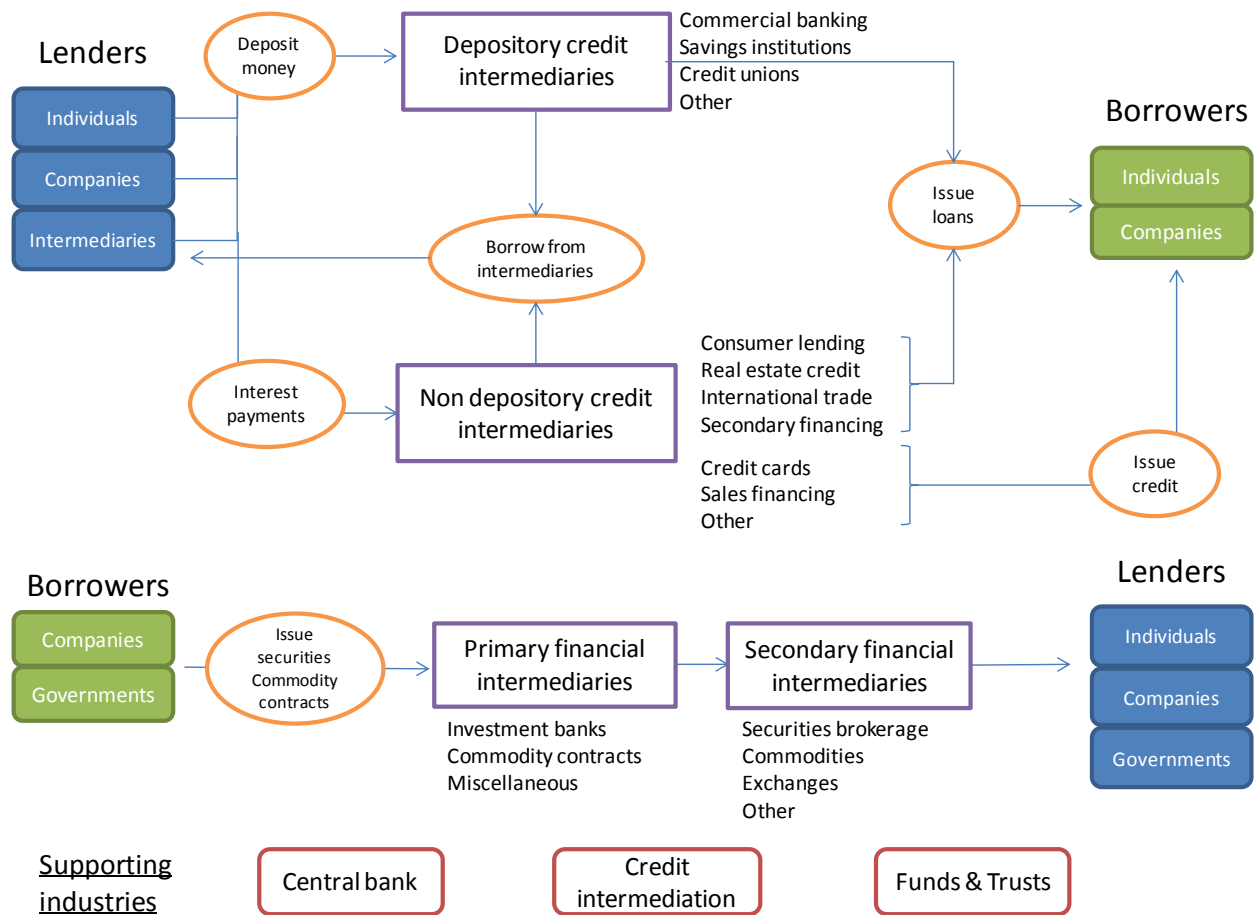 Lenders
Individuals
Companies
Intermediaries
Deposit
money
Depository credit
intermediaries
Commercial banking
Savings institutions
Credit unions
Other
Borrowers
Individuals
Companies
Issue
loans
Borrow from
intermediaries
Interest
payments
Non depository credit
intermediaries
Consumer lending
Real estate credit
International trade
Secondary financing
Credit cards
Sales financing
Other
Issue
credit
Borrowers
Companies
Governments
Issue
securities
Commodity
contracts
Primary financial
intermediaries
Investment banks
Commodity contracts
Miscellaneous
Secondary financial
intermediaries
Securities brokerage
Commodities
Exchanges
Other
Lenders
Individuals
Companies
Governments
Supporting
industries
Central bank
Credit
intermediation
Funds & Trusts